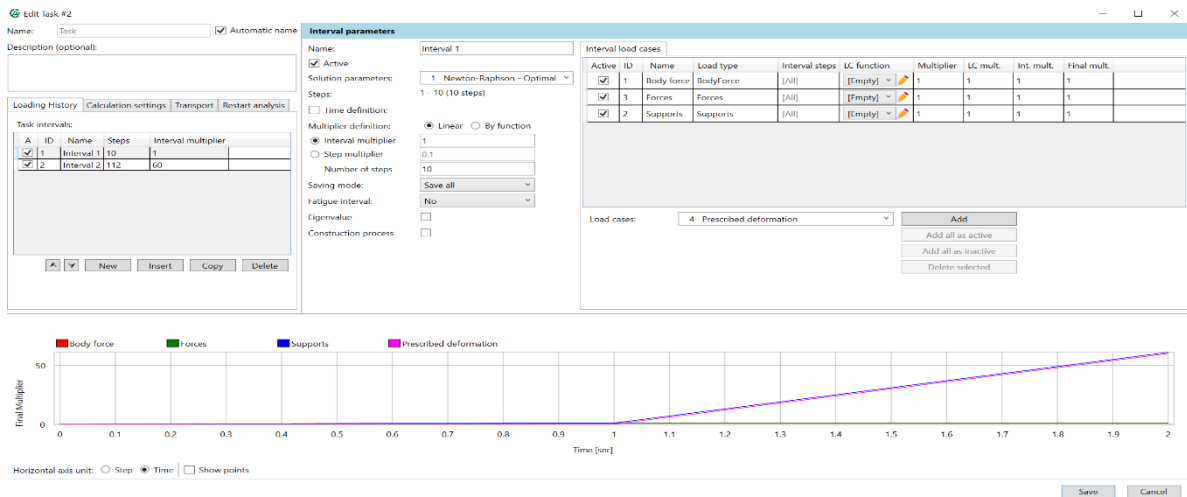 Edit Task #2
Name: Task Automatic name
Description (optional):
Loading History Calculation settings Transport Restart analysis
Task intervals:
A ID Name Steps Interval multiplier
1 Interval 1 10 1
2 Interval 2 112 60
New Insert Copy Delete
Interval parameters
Name: Interval 1
Active
Solution parameters: 1 Newton-Raphson - Optimal
Steps: 1 - 10 (10 steps)
Time definition:
Multiplier definition: Linear By function
Interval multiplier 1
Step multiplier 0.1
Number of steps 10
Saving mode: Save all
Fatigue interval: No
Eigenvalue
Construction process
Interval load cases
Active ID Name Load type Interval steps LC function Multiplier LC mult. Int. mult. Final mult.
1 Body force BodyForce [All] [Empty] 1 1 1 1
3 Forces Forces [All] [Empty] 1 1 1 1
2 Supports Supports [All] [Empty] 1 1 1 1
Load cases: 4 Prescribed deformation Add
Add all as active
Add all as inactive
Delete selected
Body force Forces Supports Prescribed deformation
50
Final Multiplier
0
0 0.1 0.2 0.3 0.4 0.5 0.6 0.7 0.8 0.9 1 1.1 1.2 1.3 1.4 1.5 1.6 1.7 1.8 1.9 2
Time [sec]
Horizontal axis unit: Step Time Show points
Save Cancel